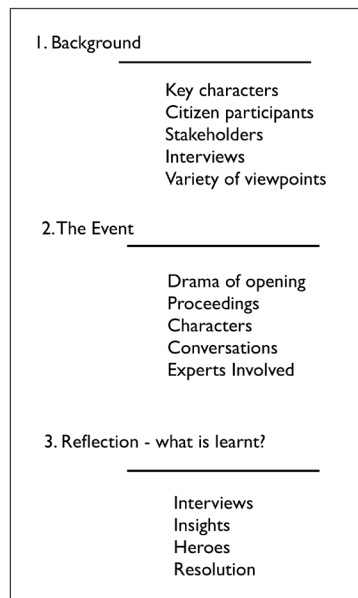 1. Background
Key characters
Citizen participants
Stakeholders
Interviews
Variety of viewpoints
2. The Event
Drama of opening
Proceedings
Characters
Conversations
Experts Involved
3. Reflection - what is learnt?
Interviews
Insights
Heroes
Resolution